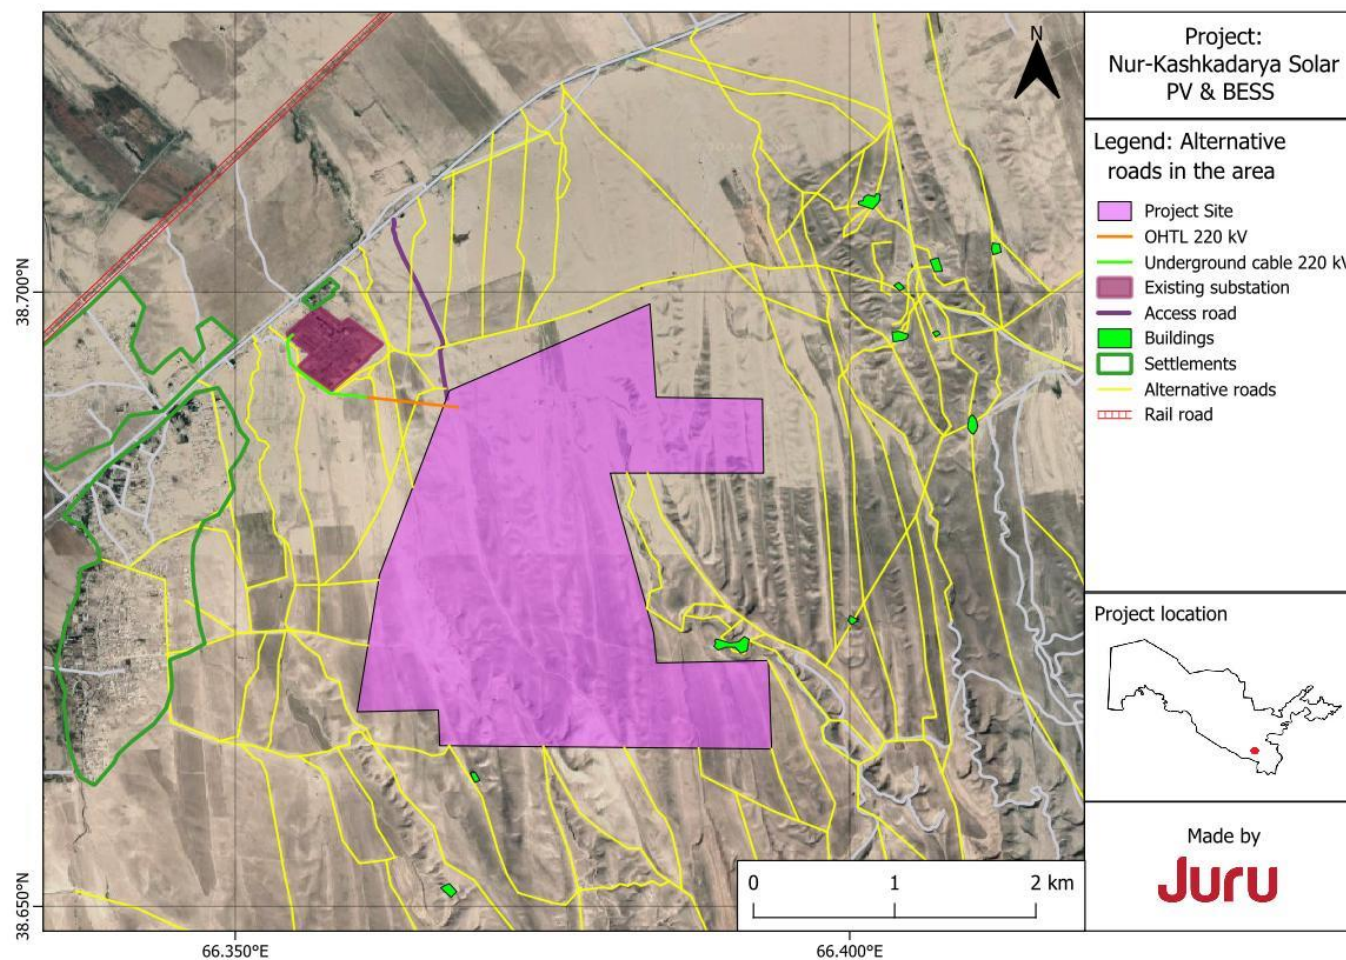 N
Project:
Nur-Kashkadarya Solar
PV & BESS
Legend: Alternative
roads in the area
Project Site
OHTL 220 kV
Underground cable 220 kV
Existing substation
Access road
Buildings
Settlements
Alternative roads
Rail road
Project location
Made by
Juru
38.700°N
38.650°N
66.350°E
66.400°E
0 1 2 km